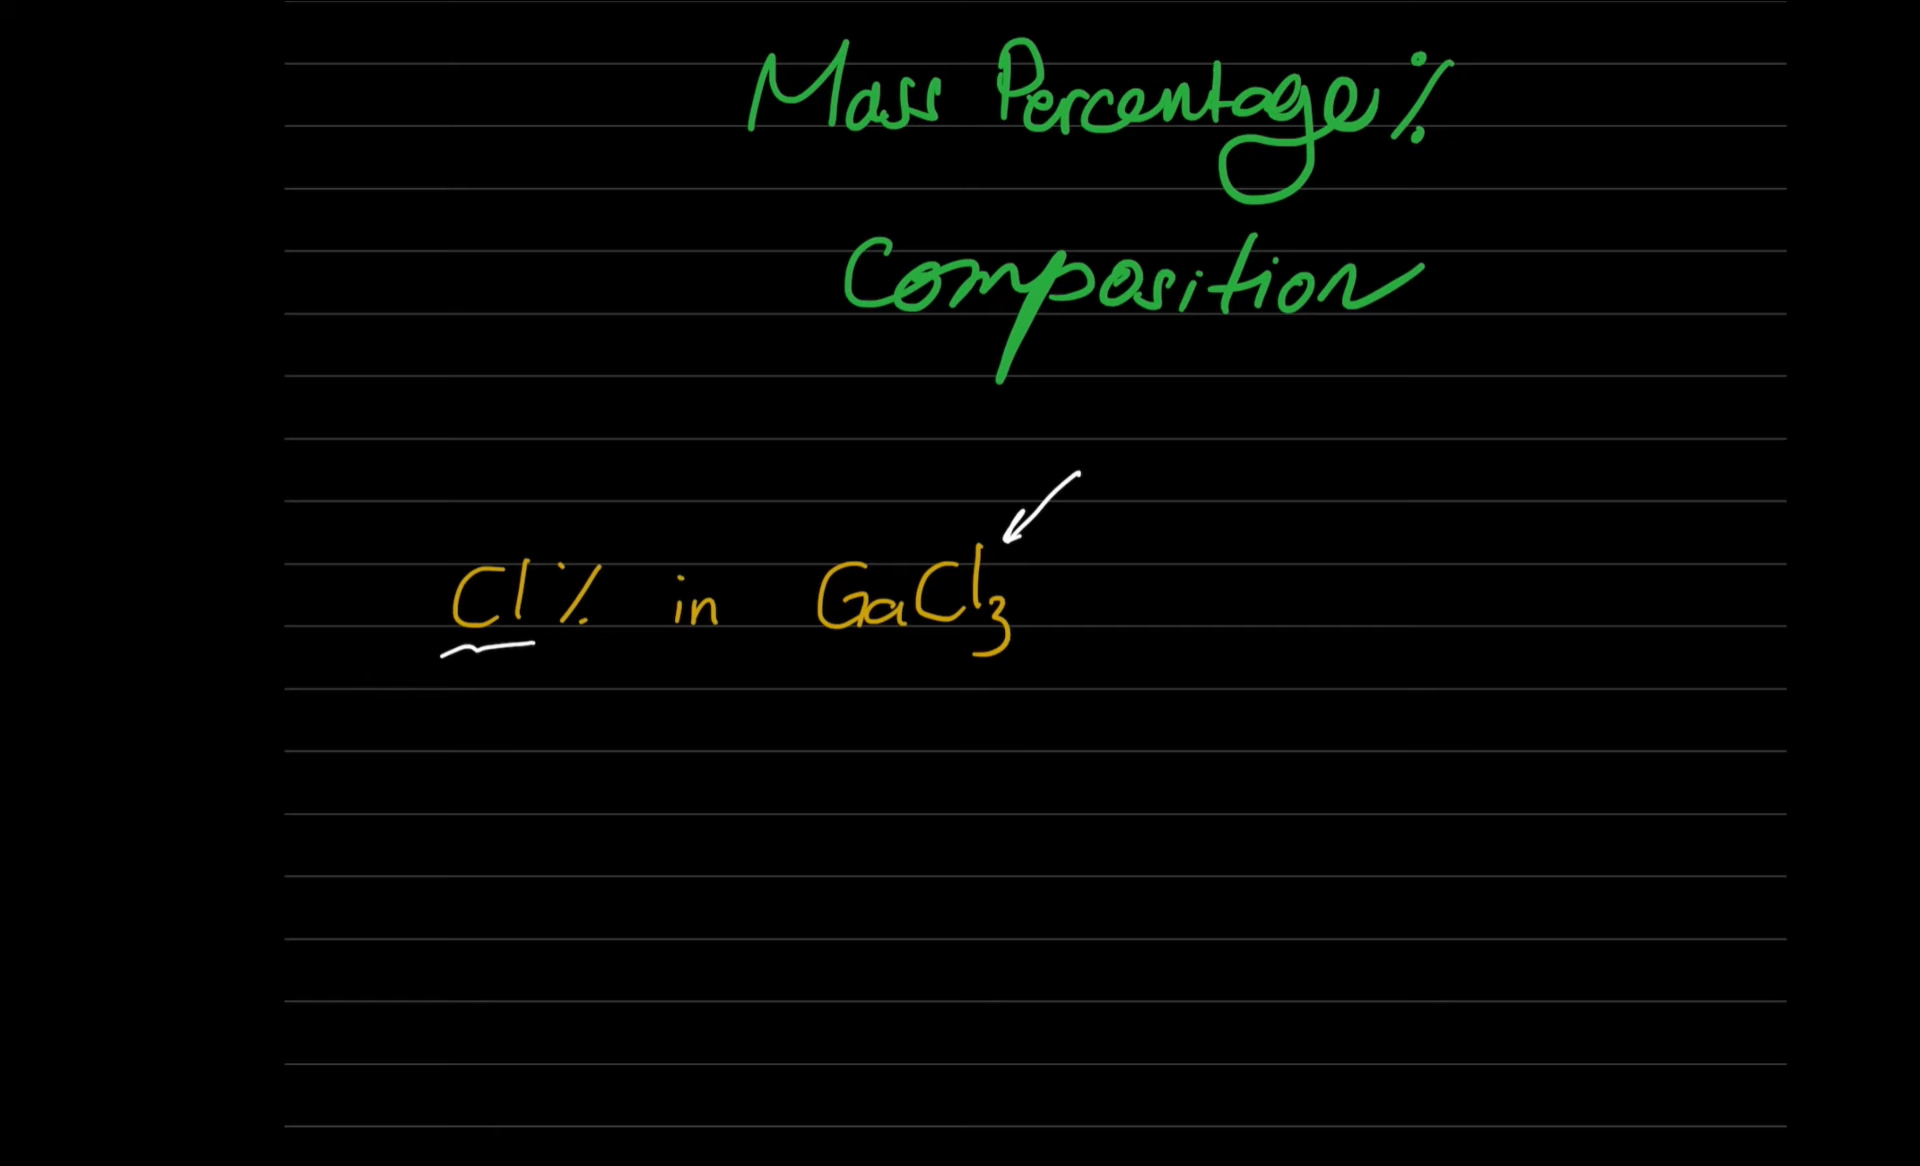 Mass Percentage %
Composition
Cl % in GaCl₃